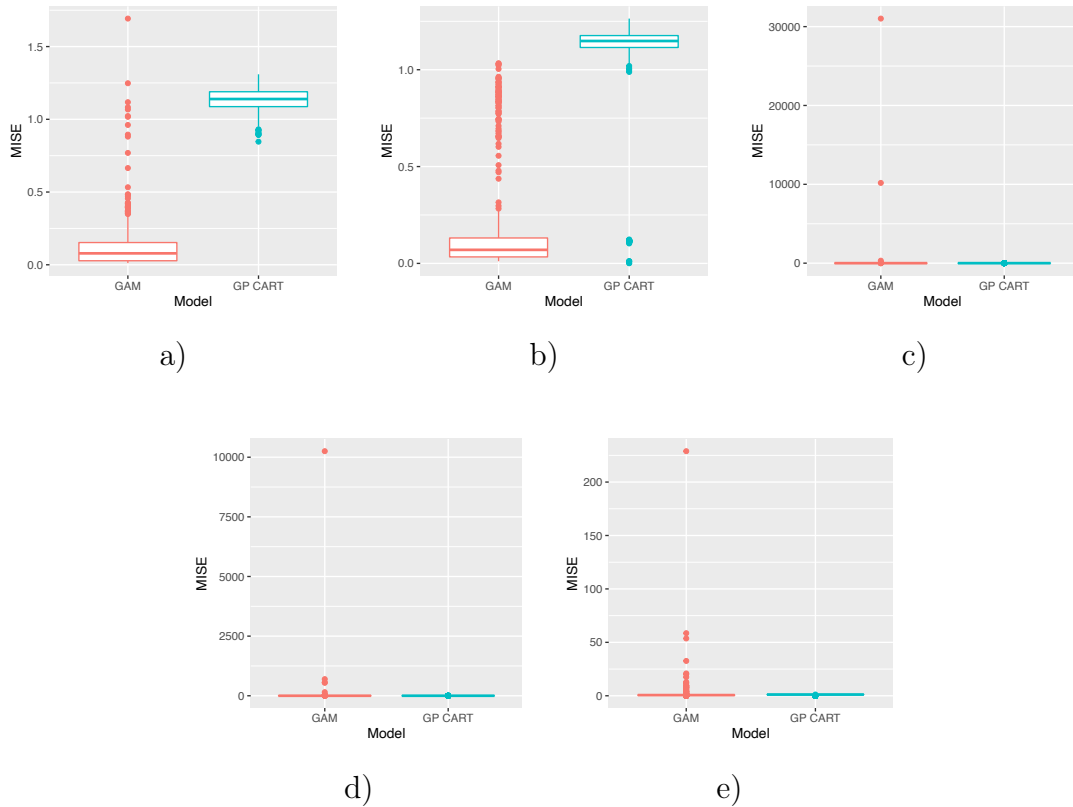 1.5
1.0
0.5
0.0
MISE
GAM
GP CART
Model
a)
1.0
0.5
0.0
MISE
GAM
GP CART
Model
b)
30000
20000
10000
0
MISE
GAM
GP CART
Model
c)
10000
7500
5000
2500
0
MISE
GAM
GP CART
Model
d)
200
150
100
50
0
MISE
GAM
GP CART
Model
e)